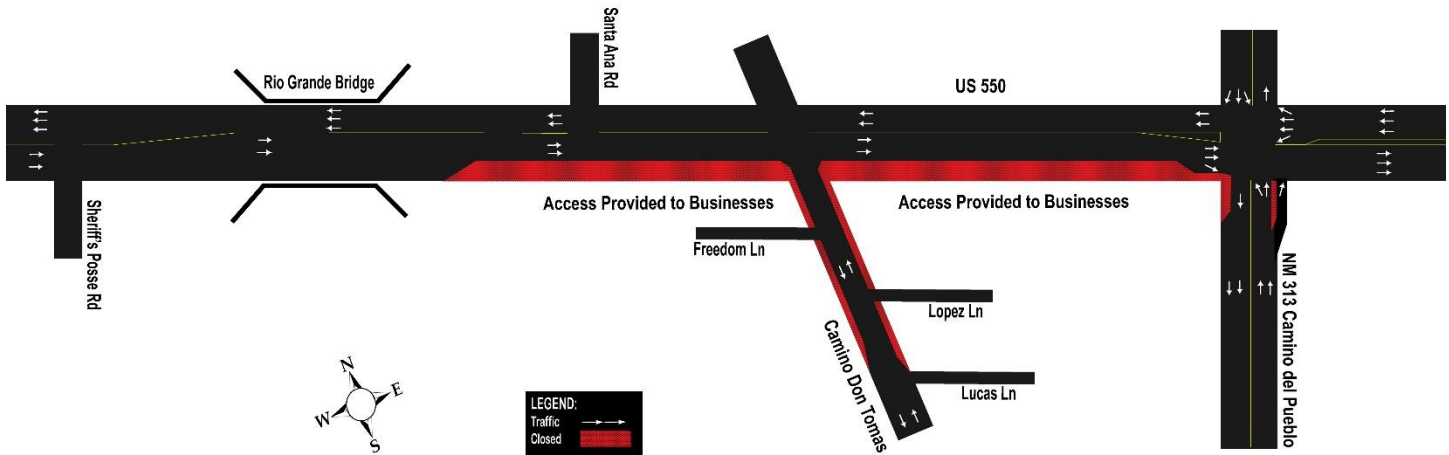 Santa Ana Rd
Rio Grande Bridge
US 550
Access Provided to Businesses
Access Provided to Businesses
Sheriff's Posse Rd
Freedom Ln
Lopez Ln
NM 313 Camino del Pueblo
Camino Don Tomas
Lucas Ln
N
E
W
S
LEGEND:
Traffic
Closed